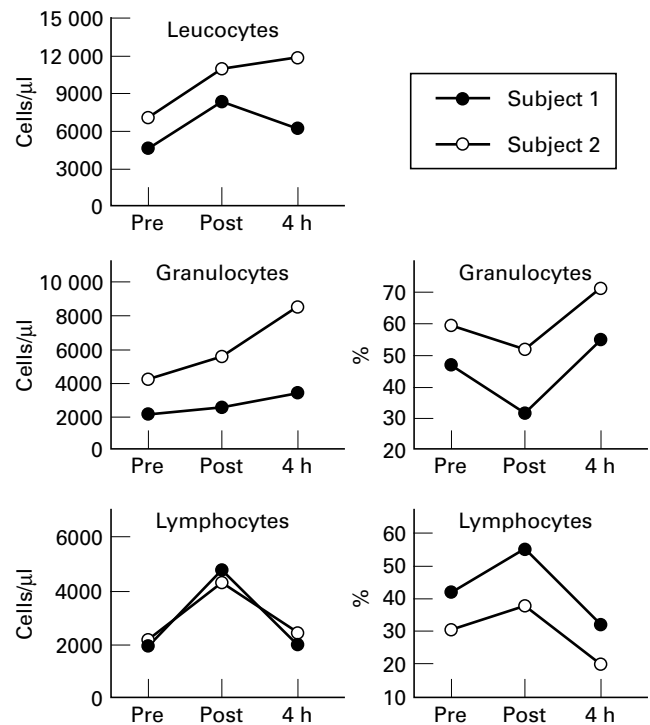 Leucocytes
Cells/µl
15 000
12 000
9000
6000
3000
0
Pre Post 4 h
Subject 1
Subject 2
Granulocytes
Cells/µl
10 000
8000
6000
4000
2000
0
Pre Post 4 h
Granulocytes
%
70
60
50
40
30
20
Pre Post 4 h
Lymphocytes
Cells/µl
6000
4000
2000
0
Pre Post 4 h
Lymphocytes
%
60
50
40
30
20
10
Pre Post 4 h